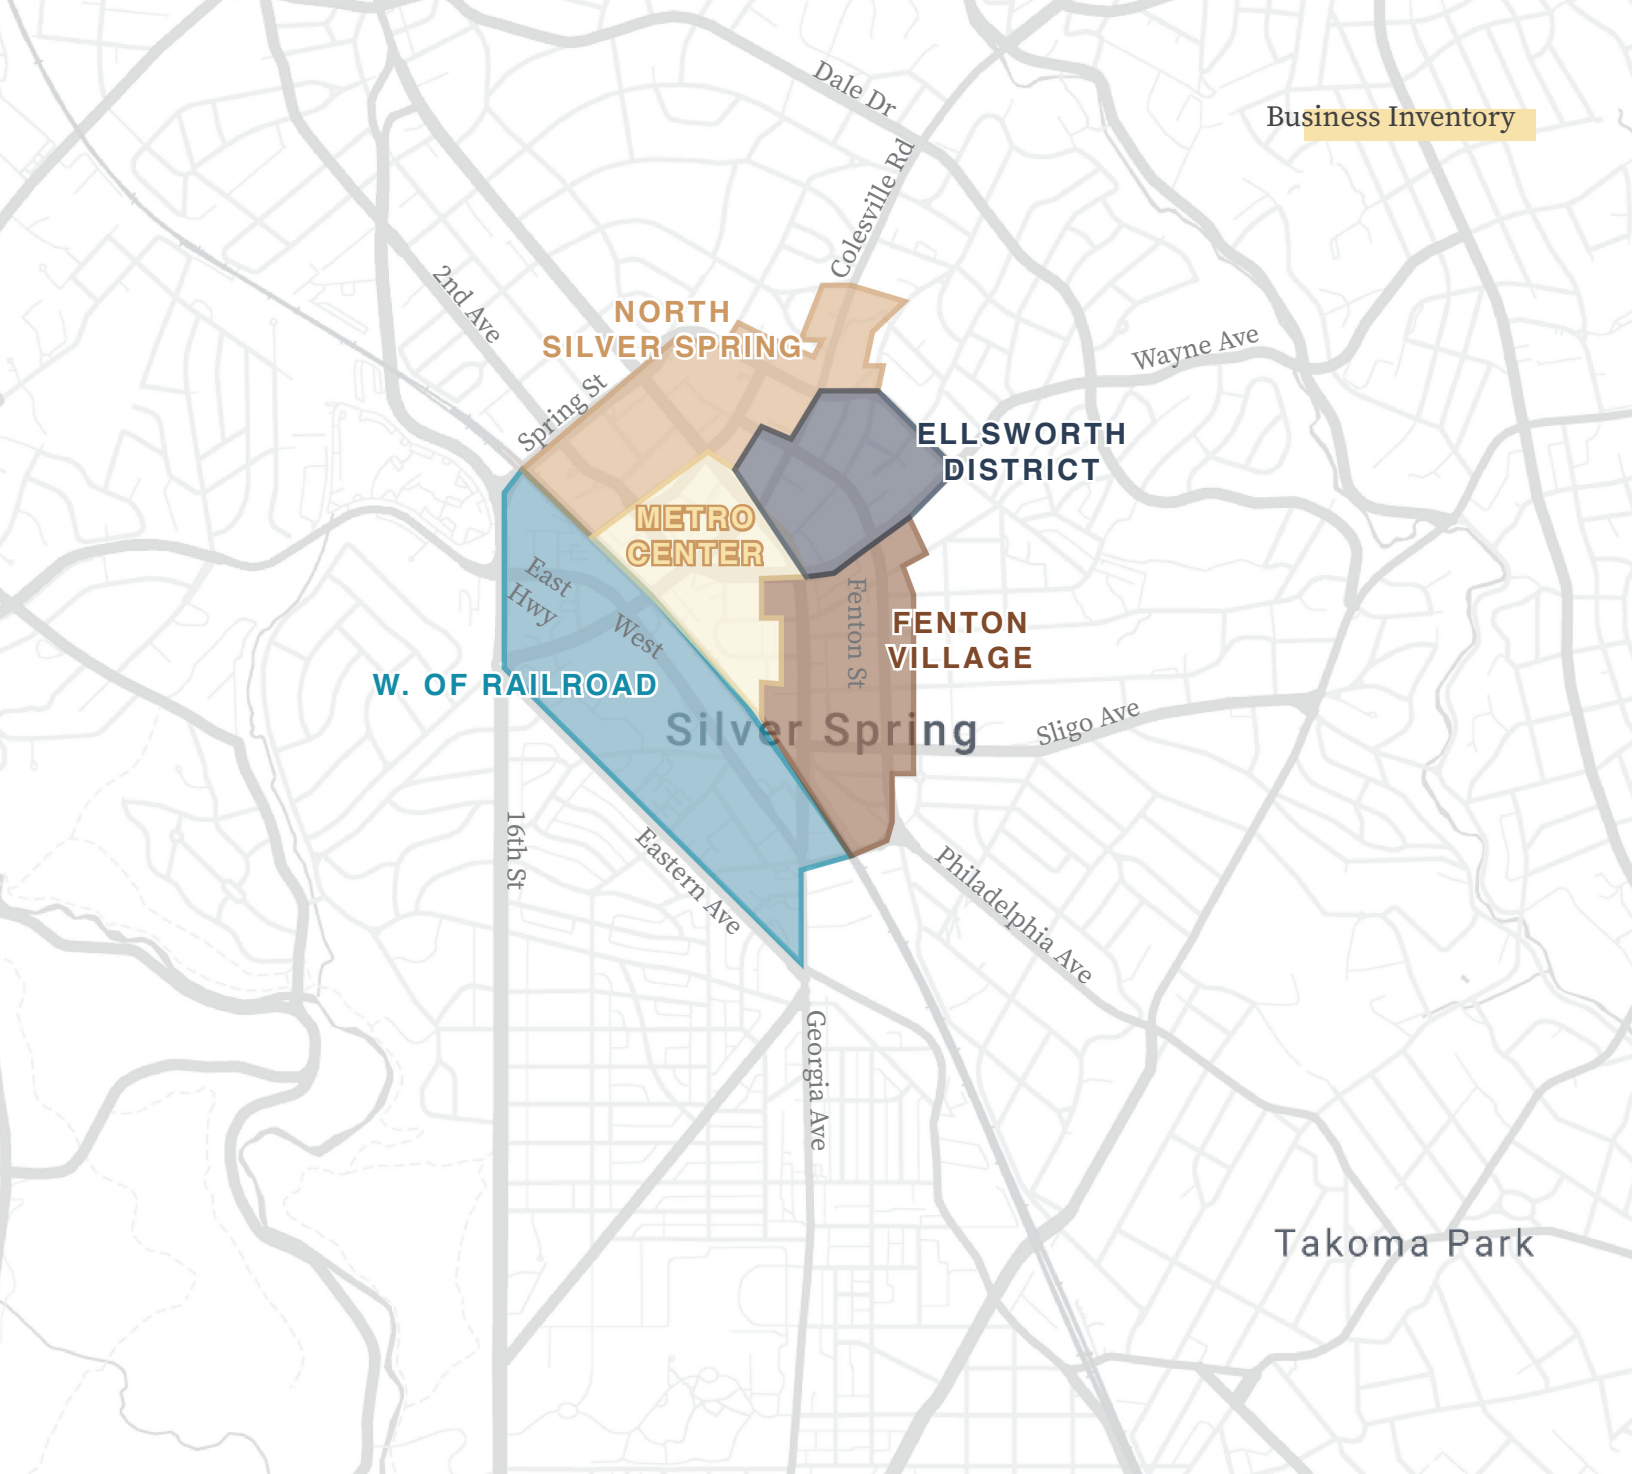 Dale Dr
Business Inventory
Colesville Rd
2nd Ave
NORTH
SILVER SPRING
Wayne Ave
Spring St
ELLSWORTH
DISTRICT
METRO
CENTER
East
Hwy
West
Fenton St
FENTON
VILLAGE
W. OF RAILROAD
Silver Spring
Sligo Ave
16th St
Eastern Ave
Philadelphia Ave
Georgia Ave
Takoma Park